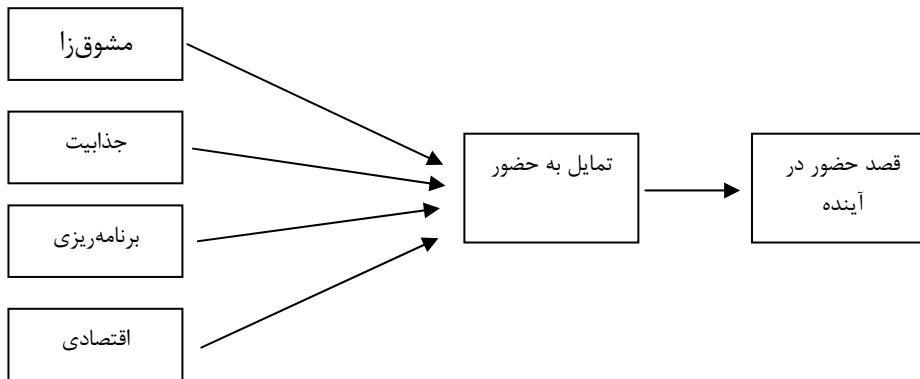 مشوق‌زا
جذابیت
برنامه‌ریزی
اقتصادی
تمایل به حضور
قصد حضور در
آینده